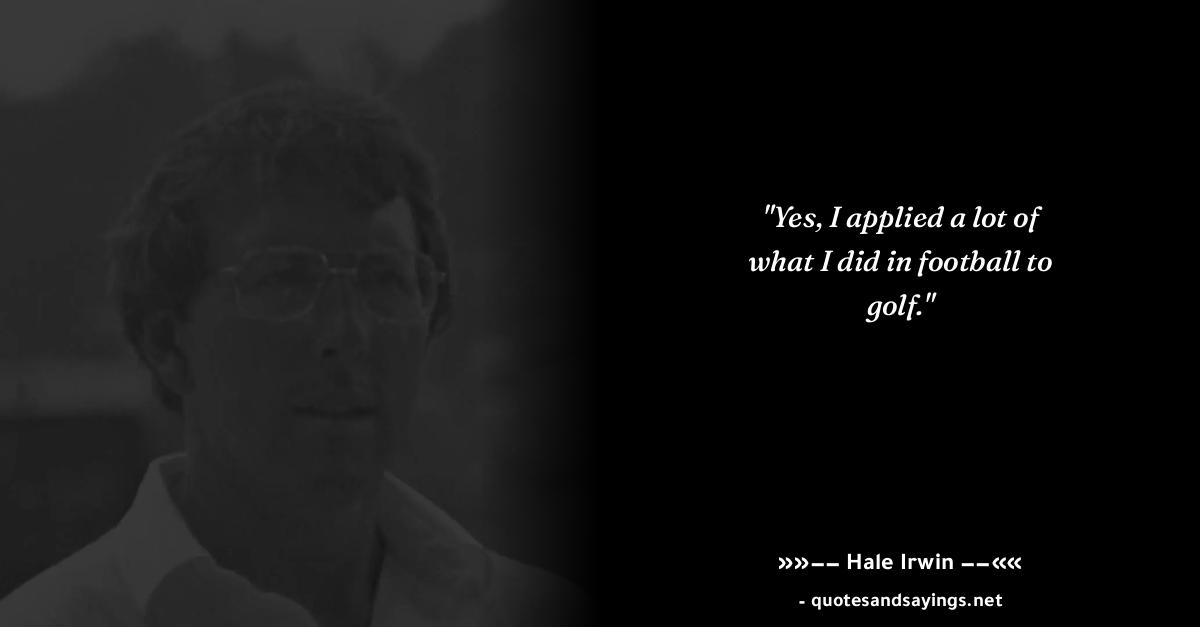 "Yes, I applied a lot of
what I did in football to
golf."
»»−− Hale Irwin −−««
- quotesandsayings.net